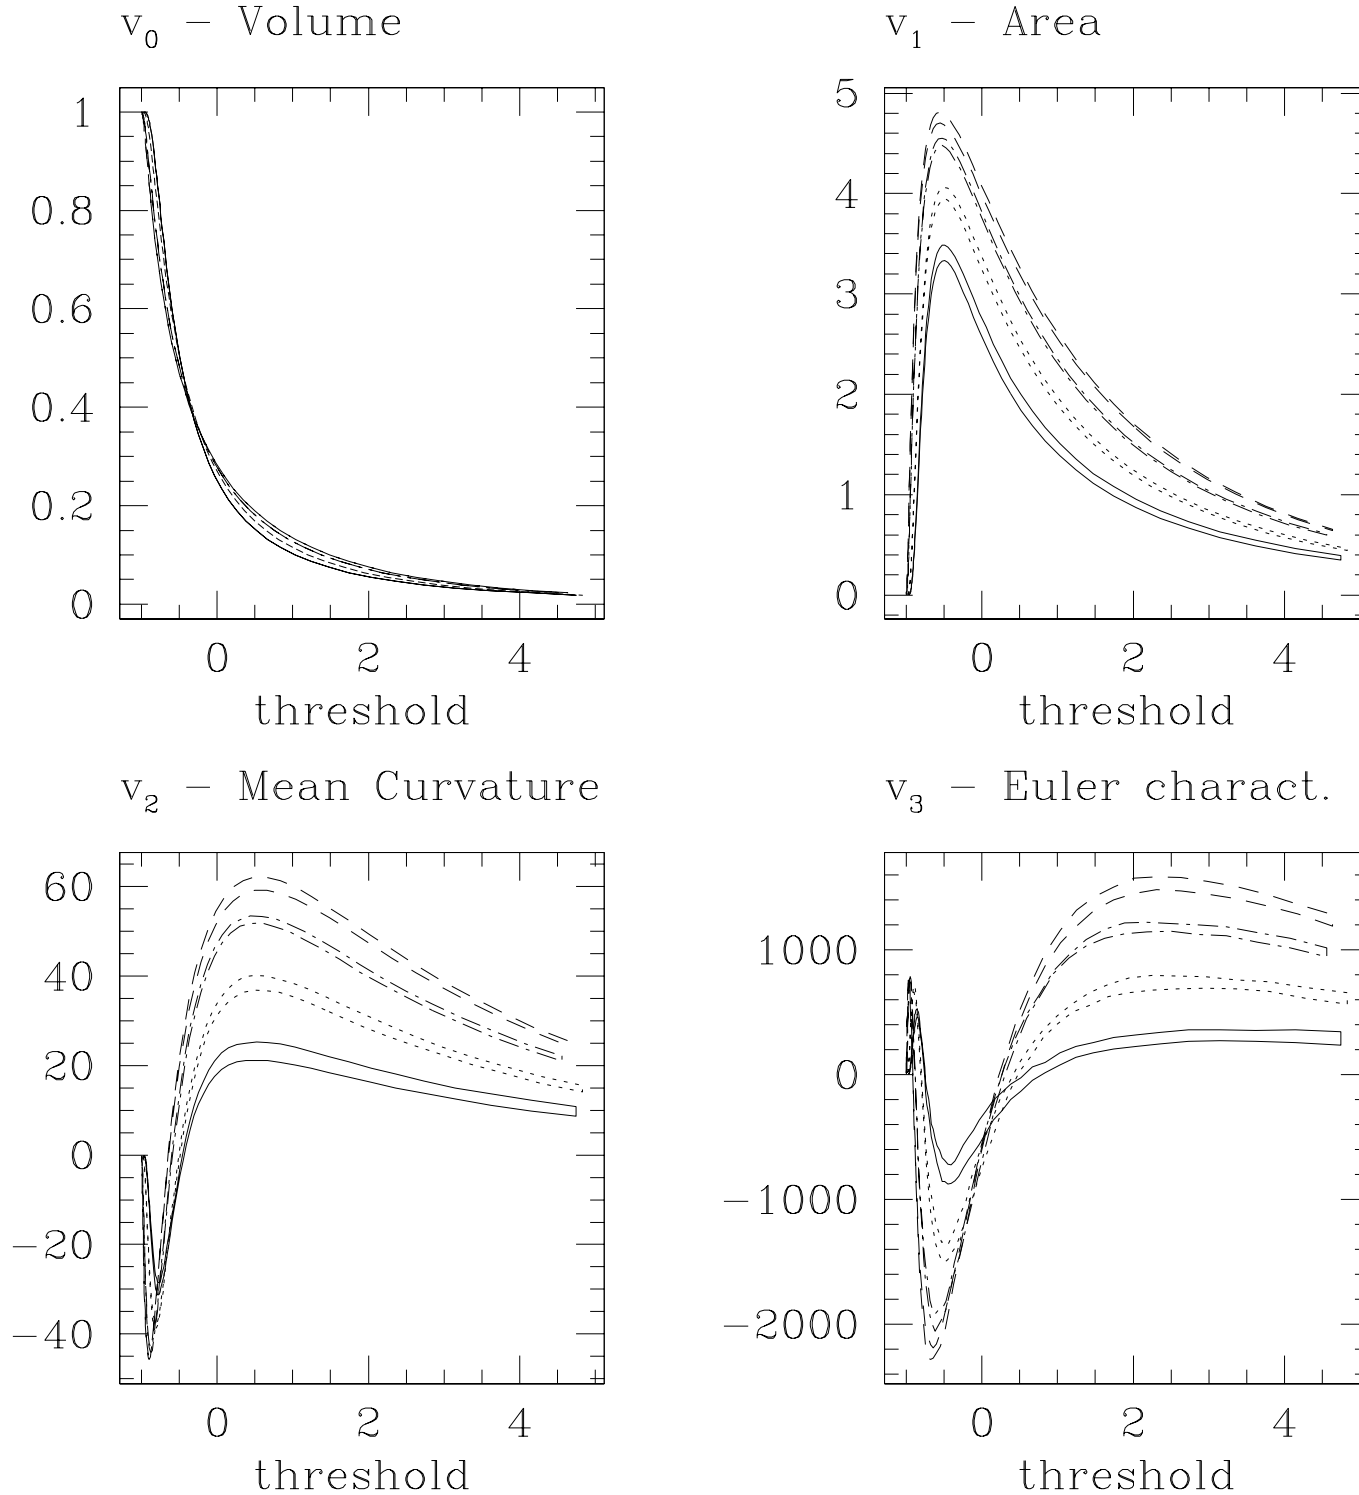 v₀ − Volume
1
0.8
0.6
0.4
0.2
0
0 2 4
threshold
v₁ − Area
5
4
3
2
1
0
0 2 4
threshold
v₂ − Mean Curvature
60
40
20
0
−20
−40
0 2 4
threshold
v₃ − Euler charact.
1000
0
−1000
−2000
0 2 4
threshold